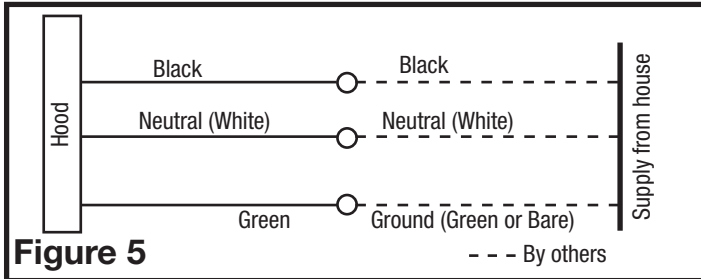 Hood
Black
Black
Neutral (White)
Neutral (White)
Green
Ground (Green or Bare)
Supply from house
Figure 5
- - - By others